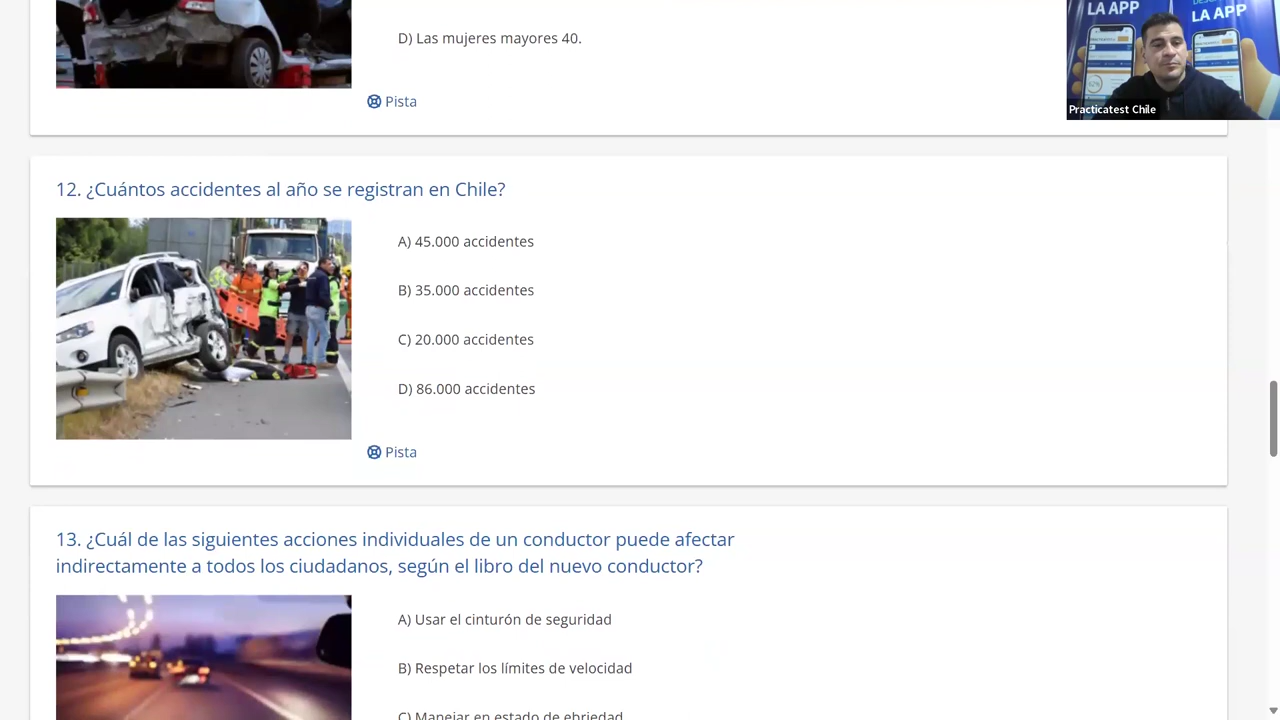 LA APP
LA APP
D) Las mujeres mayores 40.
Pista
Practicatest Chile
12. ¿Cuántos accidentes al año se registran en Chile?
A) 45.000 accidentes
B) 35.000 accidentes
C) 20.000 accidentes
D) 86.000 accidentes
Pista
13. ¿Cuál de las siguientes acciones individuales de un conductor puede afectar
indirectamente a todos los ciudadanos, según el libro del nuevo conductor?
A) Usar el cinturón de seguridad
B) Respetar los límites de velocidad
C) Manejar en estado de ebriedad